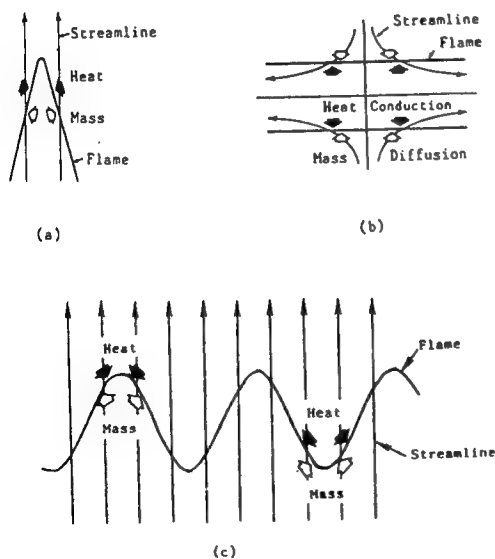 Streamline
Heat
Mass
Flame
(a)
Streamline
Flame
Heat Conduction
Mass Diffusion
(b)
Heat
Mass
Flame
Heat
Streamline
Mass
(c)